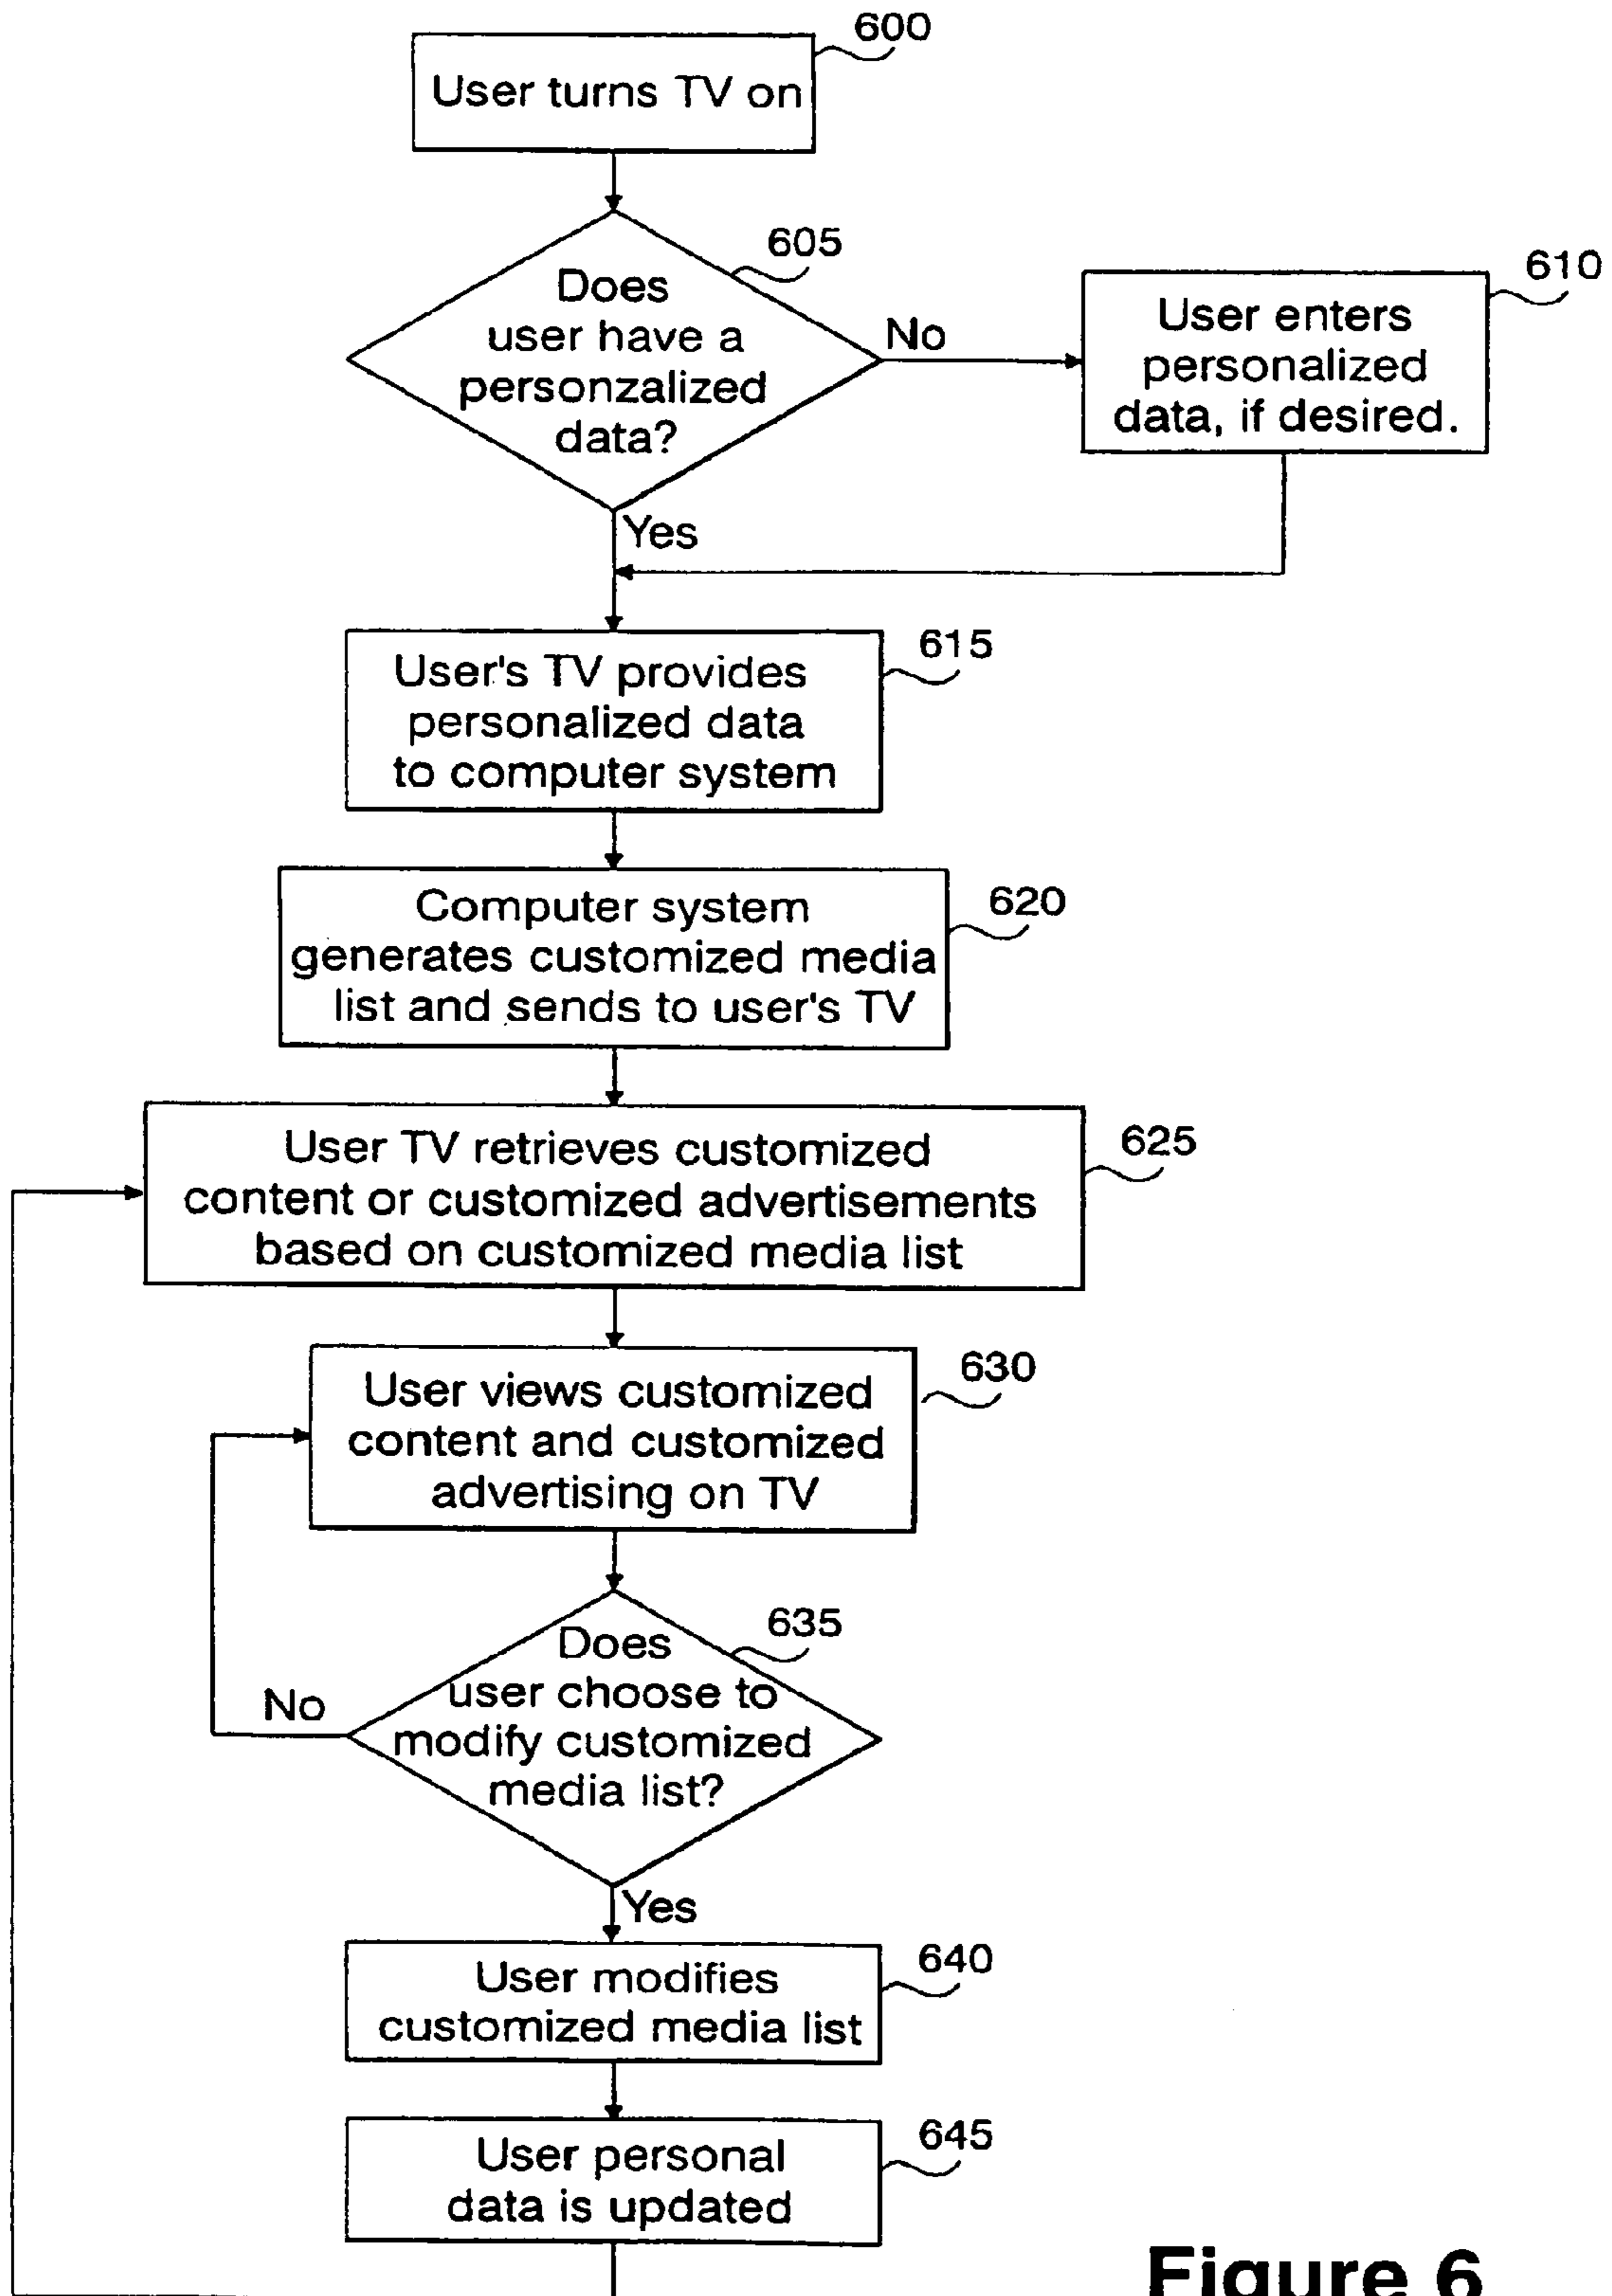 600
User turns TV on
605
Does
user have a
personzalized
data?
No
610
User enters
personalized
data, if desired.
Yes
615
User's TV provides
personalized data
to computer system
620
Computer system
generates customized media
list and sends to user's TV
625
User TV retrieves customized
content or customized advertisements
based on customized media list
630
User views customized
content and customized
advertising on TV
635
Does
user choose to
modify customized
media list?
No
Yes
640
User modifies
customized media list
645
User personal
data is updated
Figure 6